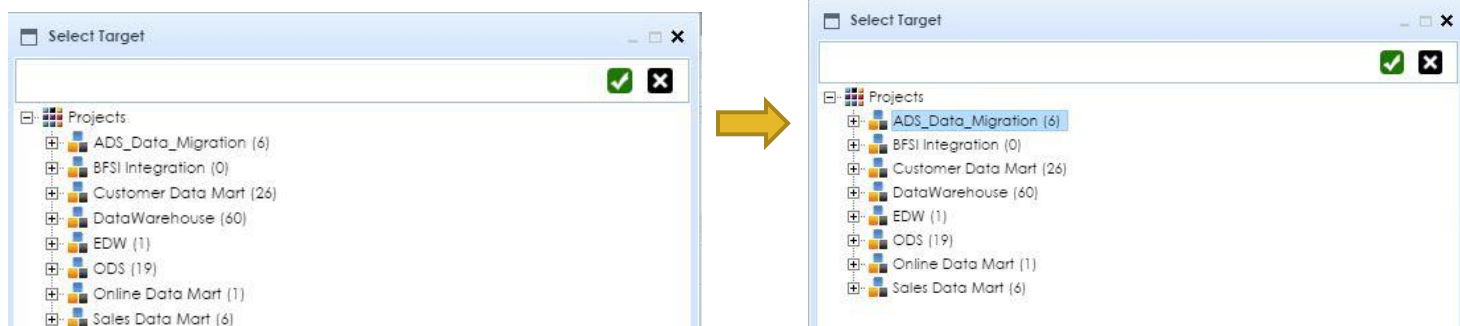 Select Target
Projects
ADS_Data_Migration (6)
BFSI Integration (0)
Customer Data Mart (26)
DataWarehouse (60)
EDW (1)
ODS (19)
Online Data Mart (1)
Sales Data Mart (6)
Select Target
Projects
ADS_Data_Migration (6)
BFSI Integration (0)
Customer Data Mart (26)
DataWarehouse (60)
EDW (1)
ODS (19)
Online Data Mart (1)
Sales Data Mart (6)